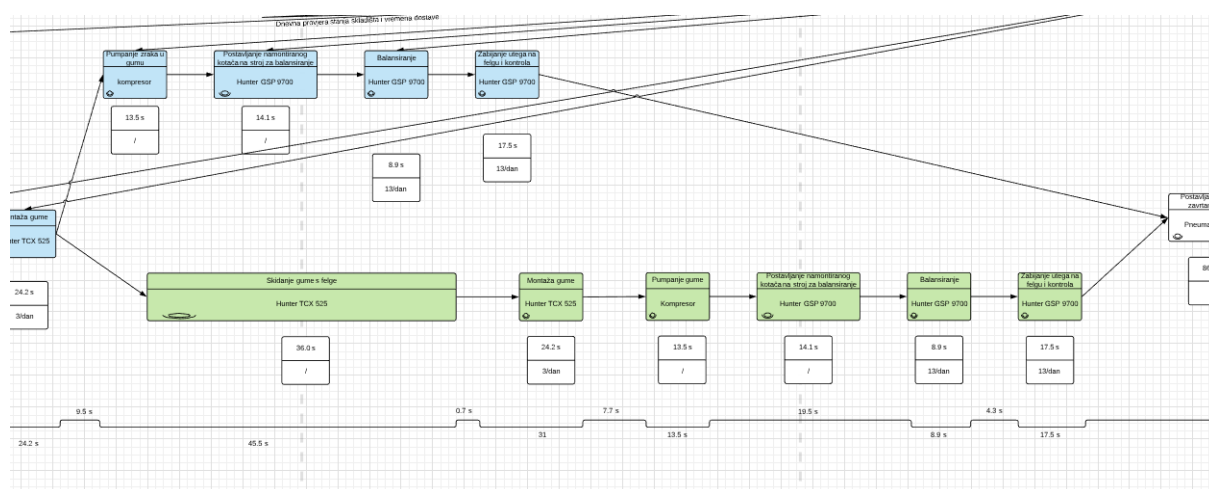 Dnevna provjera stanja skladišta i vremena dostave
Pumpanje zraka u
gumu
kompresor
13.5 s
/
Postavljanje namontiranog
kotača na stroj za balansiranje
Hunter GSP 9700
14.1 s
/
Balansiranje
Hunter GSP 9700
8.9 s
13/dan
Zabijanje utega na
felgu i kontrola
Hunter GSP 9700
17.5 s
13/dan
ntaža gume
ter TCX 525
24.2 s
3/dan
Skidanje gume s felge
Hunter TCX 525
36.0 s
/
Montaža gume
Hunter TCX 525
24.2 s
3/dan
Pumpanje gume
Kompresor
13.5 s
/
Postavljanje namontiranog
kotača na stroj za balansiranje
Hunter GSP 9700
14.1 s
/
Balansiranje
Hunter GSP 9700
8.9 s
13/dan
Zabijanje utega na
felgu i kontrola
Hunter GSP 9700
17.5 s
13/dan
Postavlja
zavrta
Pneuma
86
24.2 s
9.5 s
45.5 s
0.7 s
31
7.7 s
13.5 s
19.5 s
8.9 s
4.3 s
17.5 s